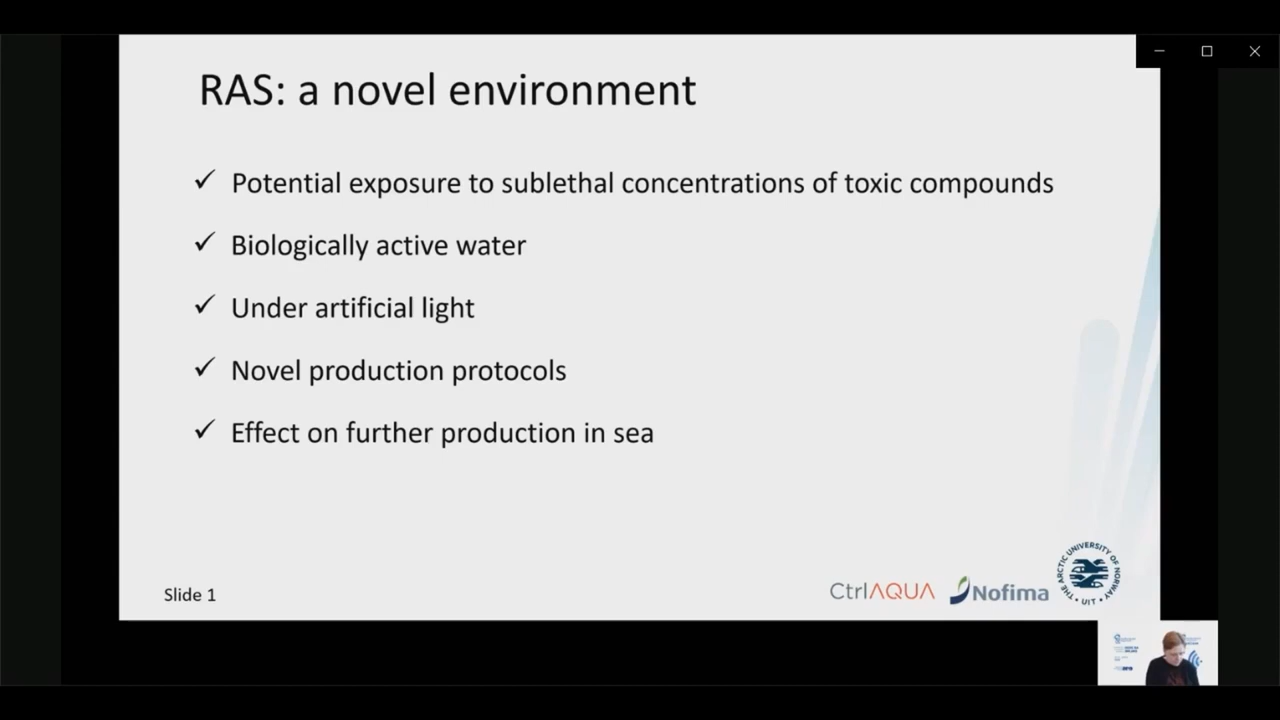 RAS: a novel environment
✓ Potential exposure to sublethal concentrations of toxic compounds
✓ Biologically active water
✓ Under artificial light
✓ Novel production protocols
✓ Effect on further production in sea
Slide 1
CtrlAQUA
Nofima
THE ARCTIC UNIVERSITY OF NORWAY
UIT